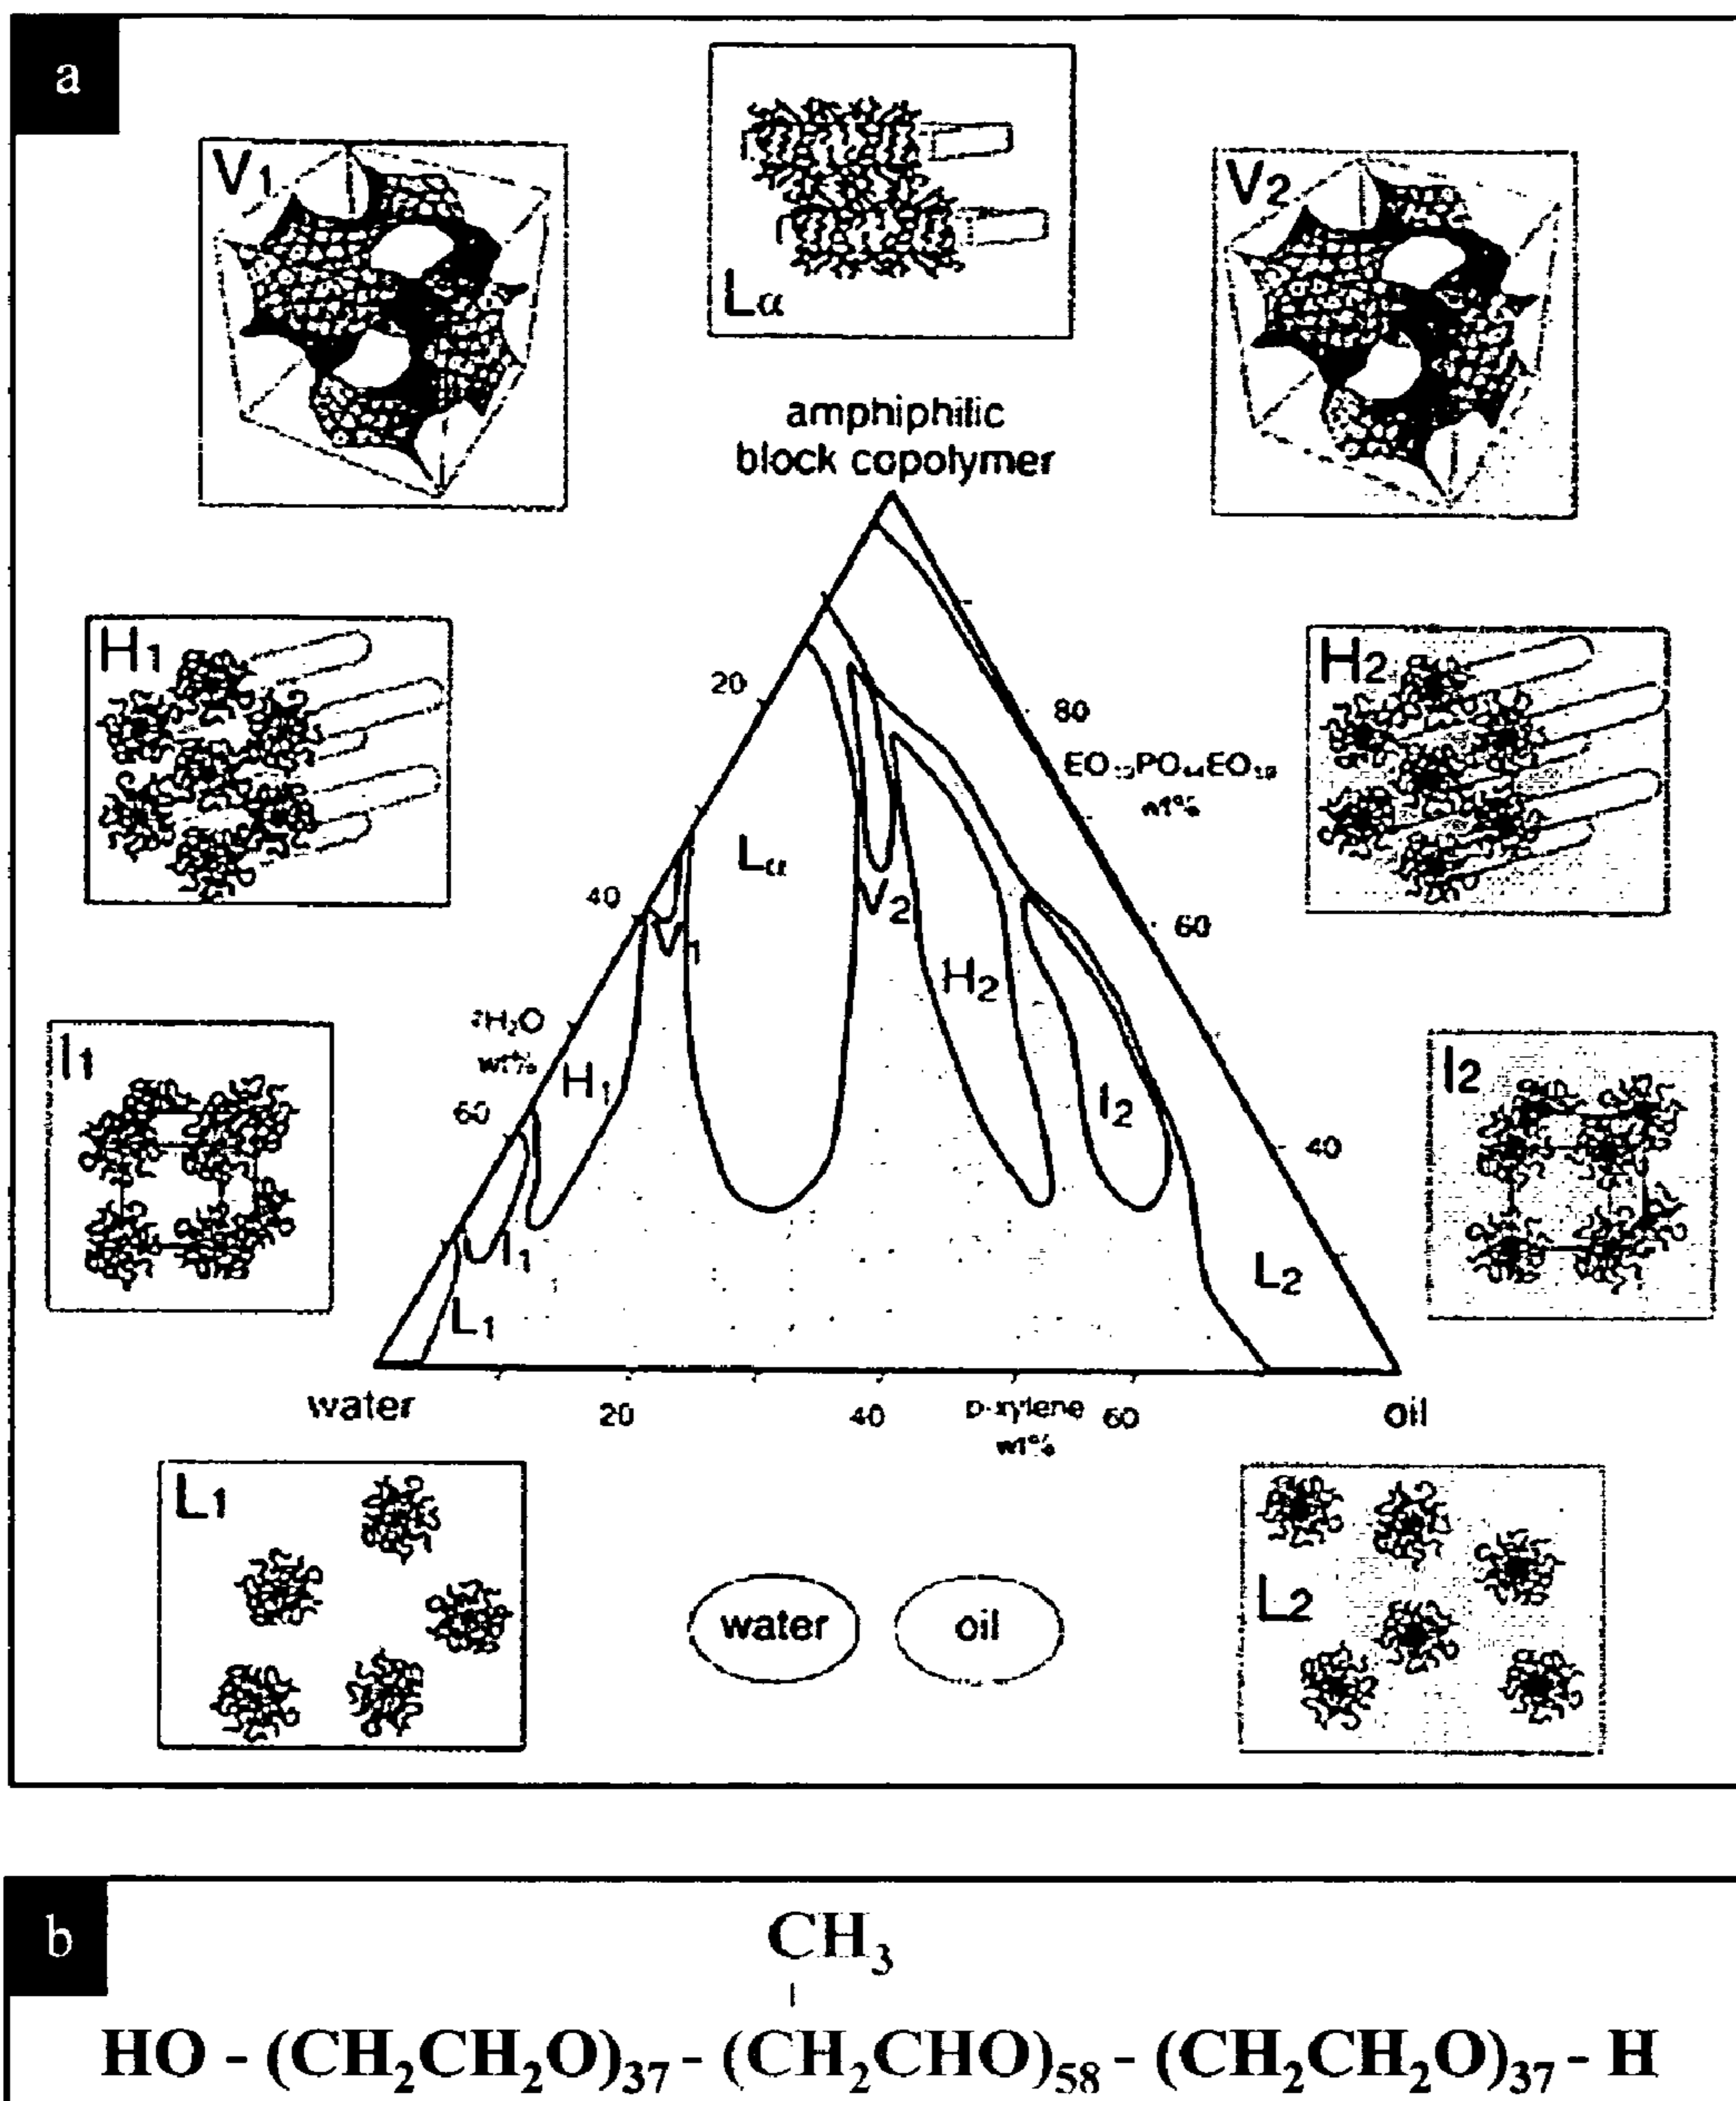 a
V1
Lα
V2
amphiphilic
block copolymer
H1
H2
20
80
wt%
Lα
V2
40
V1
60
H2
²H₂O
wt%
H1
I1
I2
60
I2
40
I1
L2
L1
water
20
40
p-xylene
wt%
60
oil
L1
L2
water
oil
b
CH₃
HO - (CH₂CH₂O)₃₇ - (CH₂CHO)₅₈ - (CH₂CH₂O)₃₇ - H